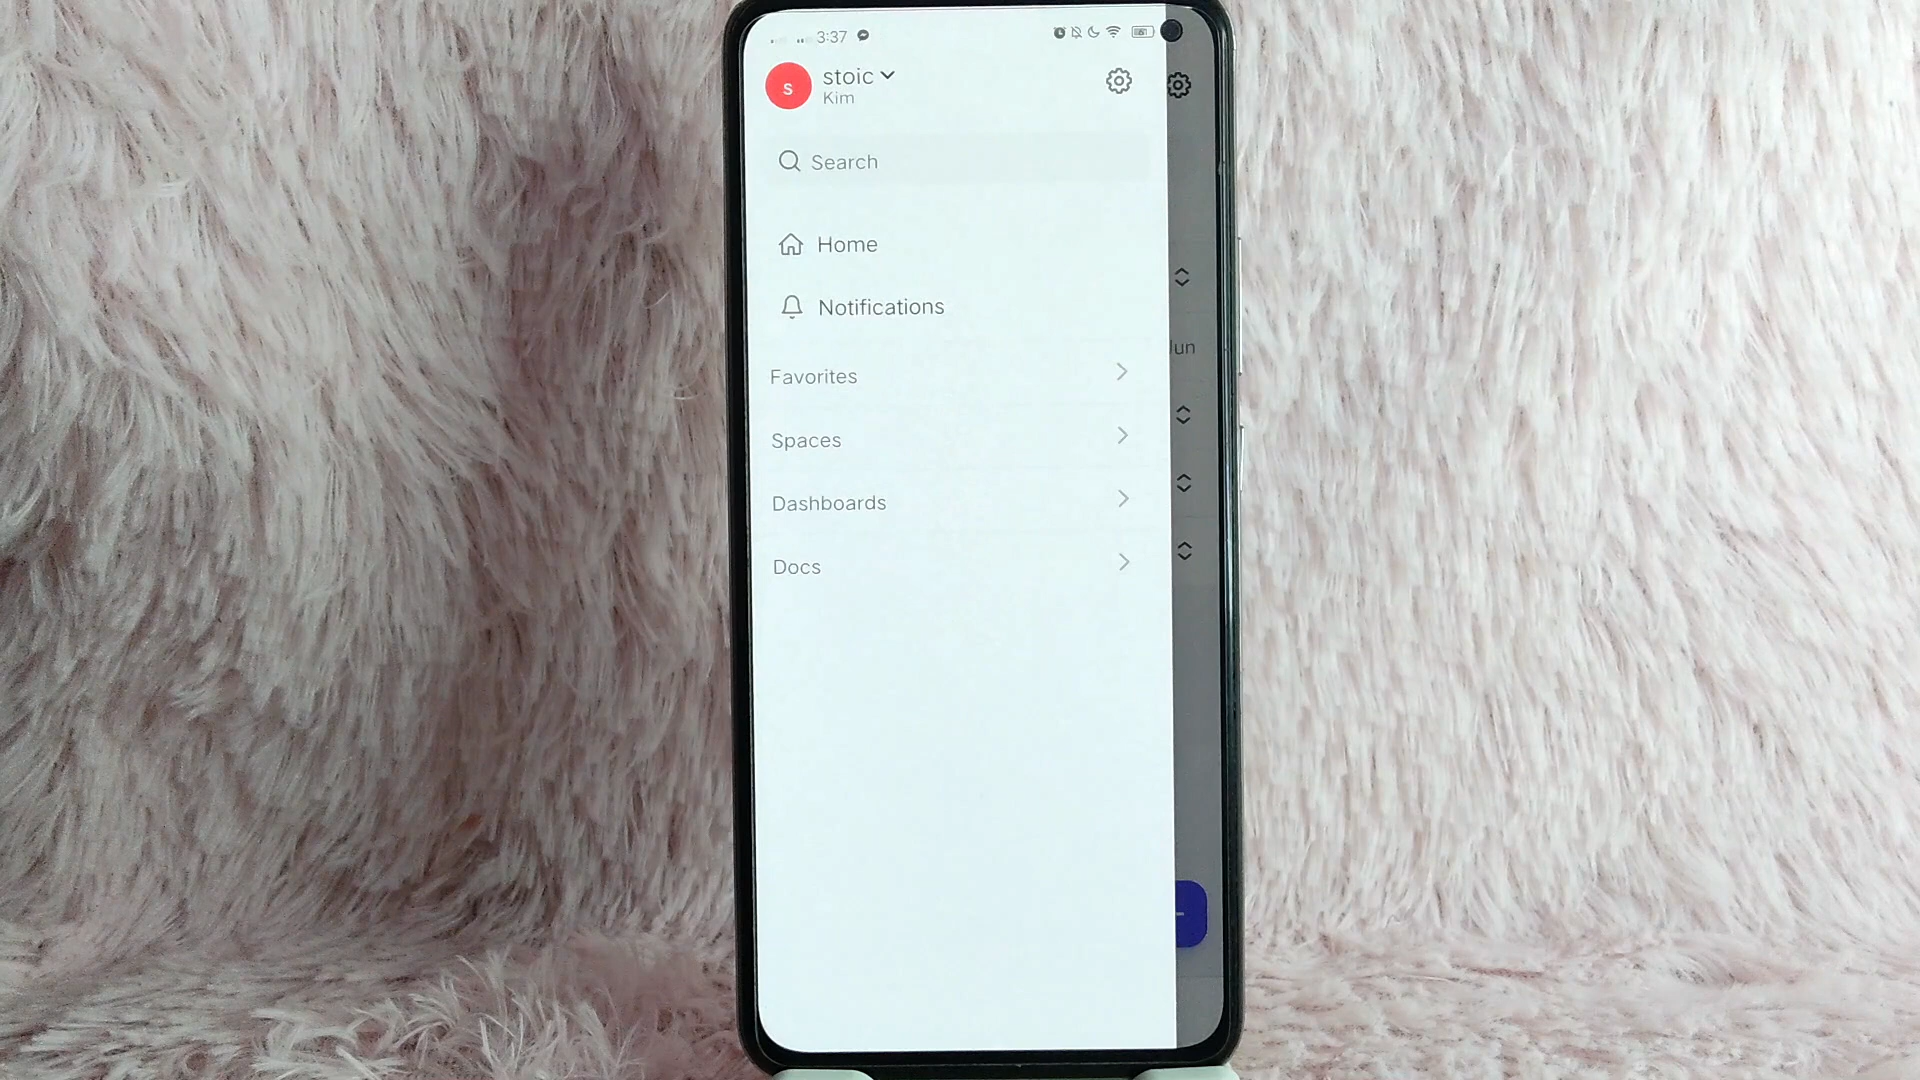 3:37
s
stoic
Kim
Search
Home
Notifications
Favorites
Spaces
Dashboards
Docs